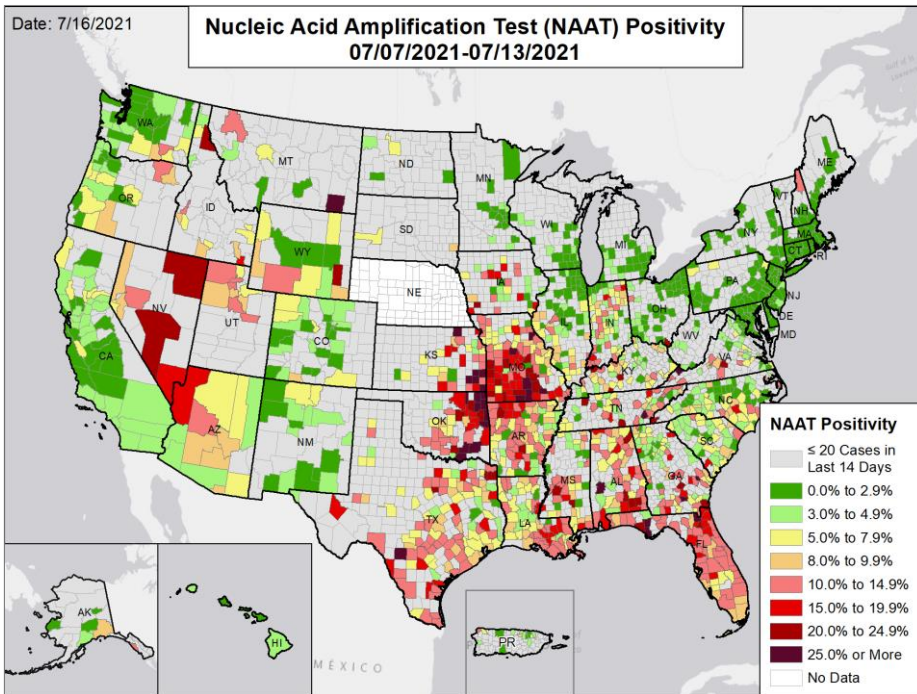 Date: 7/16/2021
Nucleic Acid Amplification Test (NAAT) Positivity
07/07/2021-07/13/2021
WA
MT
ND
MN
ME
VT
NH
OR
ID
WY
SD
WI
MI
NY
MA
CT
RI
NV
UT
CO
NE
IA
IL
IN
OH
PA
NJ
DE
MD
WV
VA
CA
KS
MO
KY
AZ
NM
OK
AR
TN
NC
SC
MS
AL
GA
TX
LA
FL
AK
HI
PR
MÉXICO
NAAT Positivity
≤ 20 Cases in
Last 14 Days
0.0% to 2.9%
3.0% to 4.9%
5.0% to 7.9%
8.0% to 9.9%
10.0% to 14.9%
15.0% to 19.9%
20.0% to 24.9%
25.0% or More
No Data